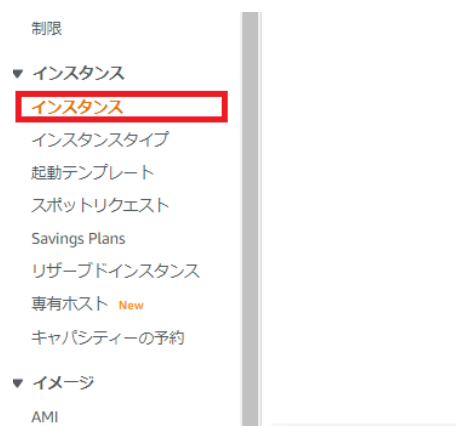 制限
▼ インスタンス
インスタンス
インスタンスタイプ
起動テンプレート
スポットリクエスト
Savings Plans
リザーブドインスタンス
専有ホスト New
キャパシティーの予約
▼ イメージ
AMI